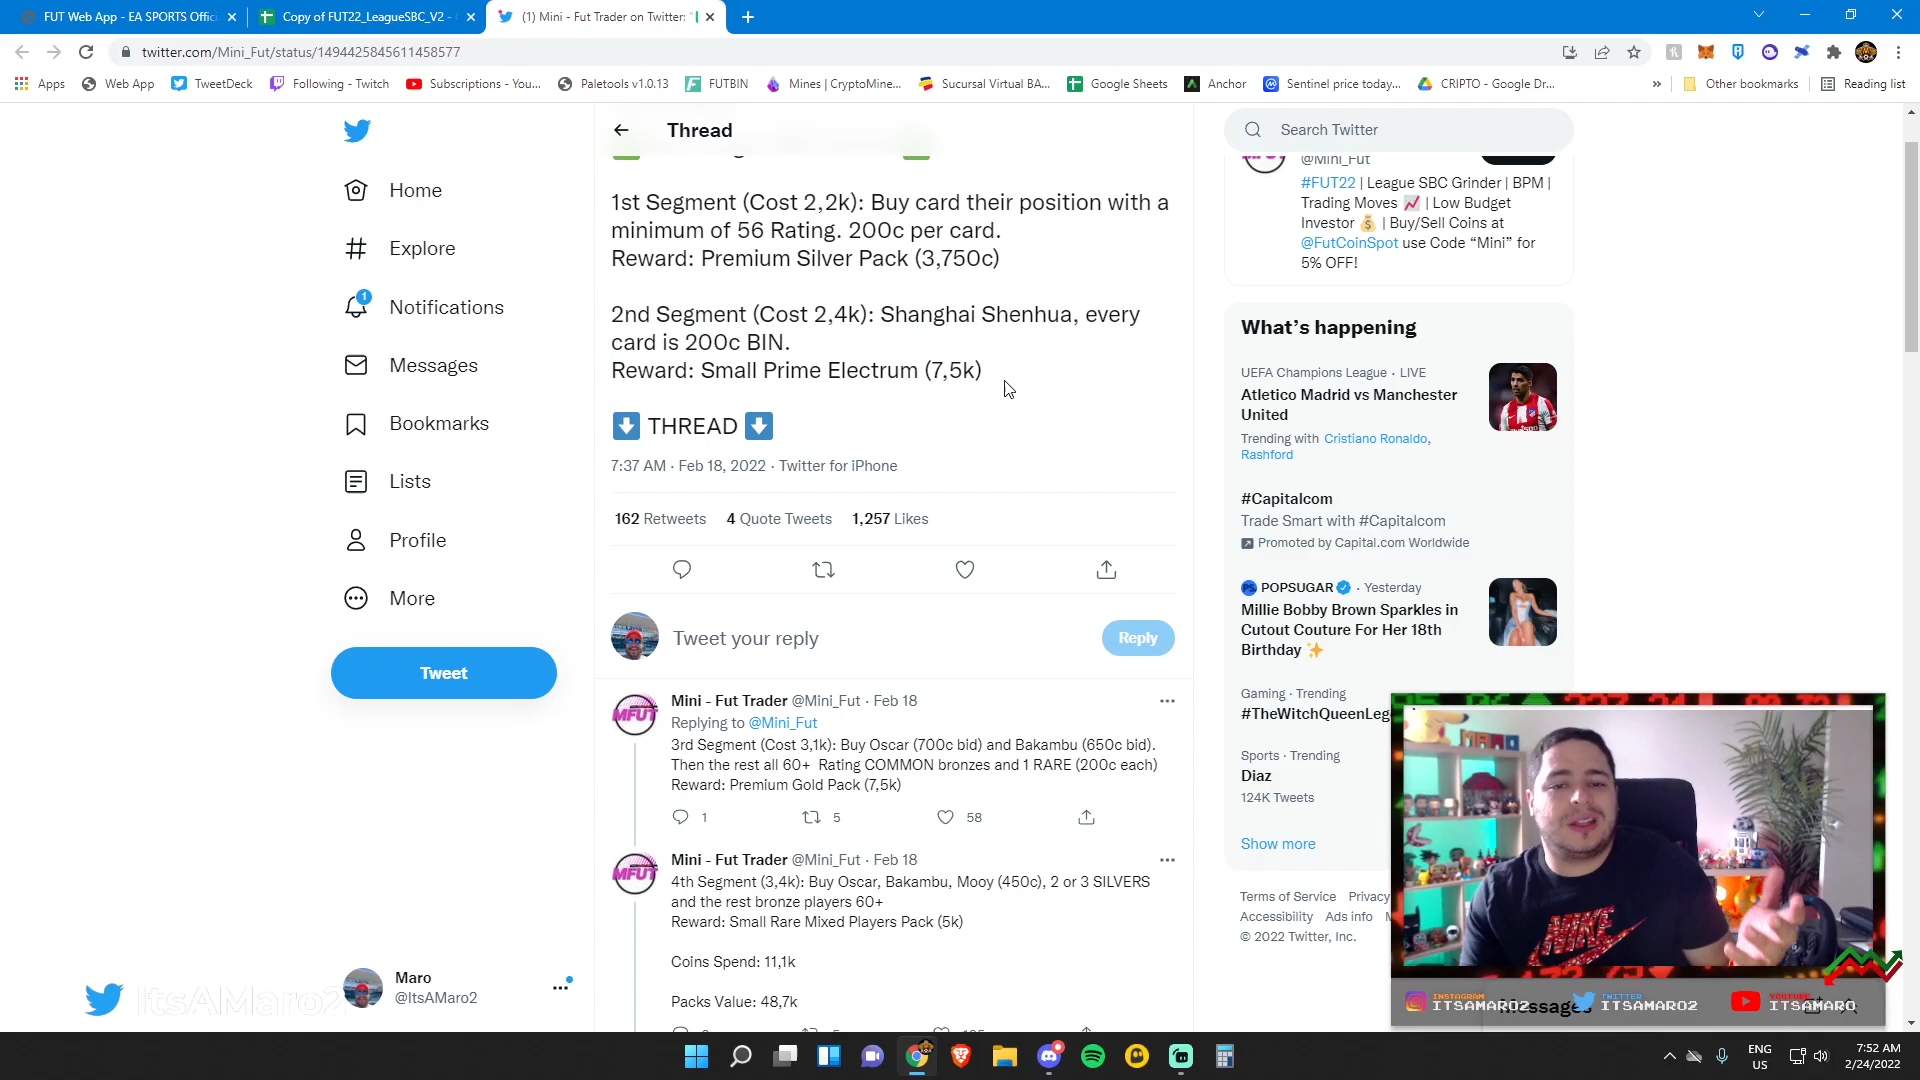 FUT Web App - EA SPORTS Offici
Copy of FUT22_LeagueSBC_V2 -
(1) Mini - Fut Trader on Twitter: "
twitter.com/Mini_Fut/status/1494425845611458577
Apps
Web App
TweetDeck
Following - Twitch
Subscriptions - You...
Paletools v1.0.13
FUTBIN
Mines | CryptoMine...
Sucursal Virtual BA...
Google Sheets
Anchor
Sentinel price today...
CRIPTO - Google Dr...
»
Other bookmarks
Reading list
Home
Explore
1
Notifications
Messages
Bookmarks
Lists
Profile
More
Tweet
Maro
@ItsAMaro2
ItsAMaro2
Thread
1st Segment (Cost 2,2k): Buy card their position with a
minimum of 56 Rating. 200c per card.
Reward: Premium Silver Pack (3,750c)
2nd Segment (Cost 2,4k): Shanghai Shenhua, every
card is 200c BIN.
Reward: Small Prime Electrum (7,5k)
THREAD
7:37 AM · Feb 18, 2022 · Twitter for iPhone
162 Retweets 4 Quote Tweets 1,257 Likes
Tweet your reply
Reply
MFUT
Mini - Fut Trader @Mini_Fut · Feb 18
Replying to @Mini_Fut
3rd Segment (Cost 3,1k): Buy Oscar (700c bid) and Bakambu (650c bid).
Then the rest all 60+ Rating COMMON bronzes and 1 RARE (200c each)
Reward: Premium Gold Pack (7,5k)
1 5 58
MFUT
Mini - Fut Trader @Mini_Fut · Feb 18
4th Segment (3,4k): Buy Oscar, Bakambu, Mooy (450c), 2 or 3 SILVERS
and the rest bronze players 60+
Reward: Small Rare Mixed Players Pack (5k)
Coins Spend: 11,1k
Packs Value: 48,7k
Search Twitter
@Mini_Fut
#FUT22 | League SBC Grinder | BPM |
Trading Moves | Low Budget
Investor | Buy/Sell Coins at
@FutCoinSpot use Code “Mini” for
5% OFF!
What’s happening
UEFA Champions League · LIVE
Atletico Madrid vs Manchester
United
Trending with Cristiano Ronaldo,
Rashford
#Capitalcom
Trade Smart with #Capitalcom
Promoted by Capital.com Worldwide
POPSUGAR · Yesterday
Millie Bobby Brown Sparkles in
Cutout Couture For Her 18th
Birthday
Gaming · Trending
#TheWitchQueenLeg
Sports · Trending
Diaz
124K Tweets
Show more
Terms of Service Privacy
Accessibility Ads info
© 2022 Twitter, Inc.
NIKE
Messages
INSTAGRAM
ITSAMARO2
TWITTER
ITSAMARO2
YOUTUBE
ITSAMARO
ENG
US
7:52 AM
2/24/2022